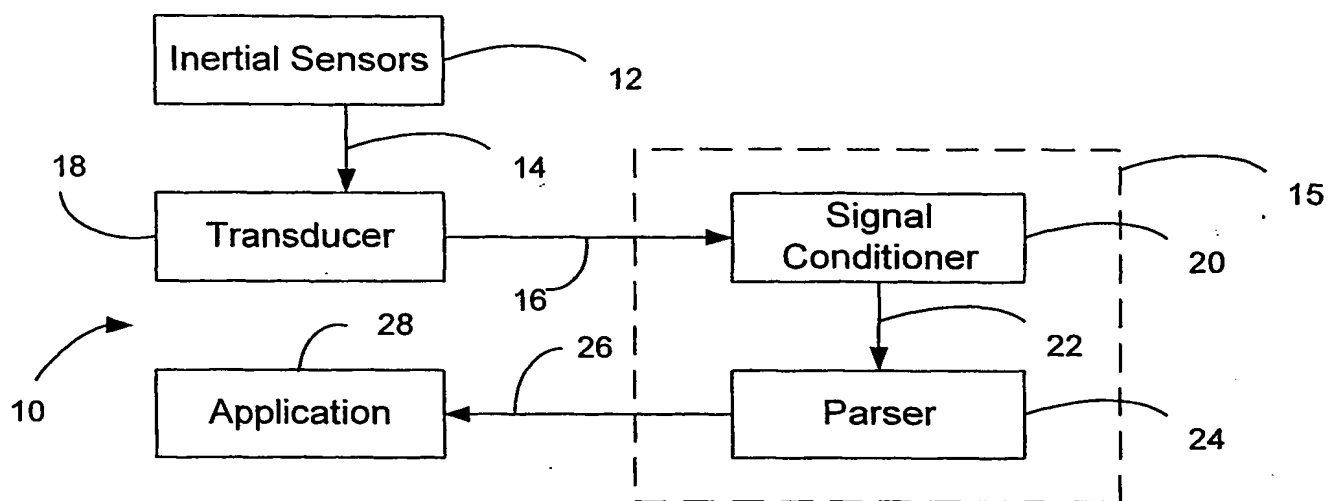 Inertial Sensors
12
14
18
Transducer
Signal
Conditioner
15
20
16
28
26
22
10
Application
Parser
24